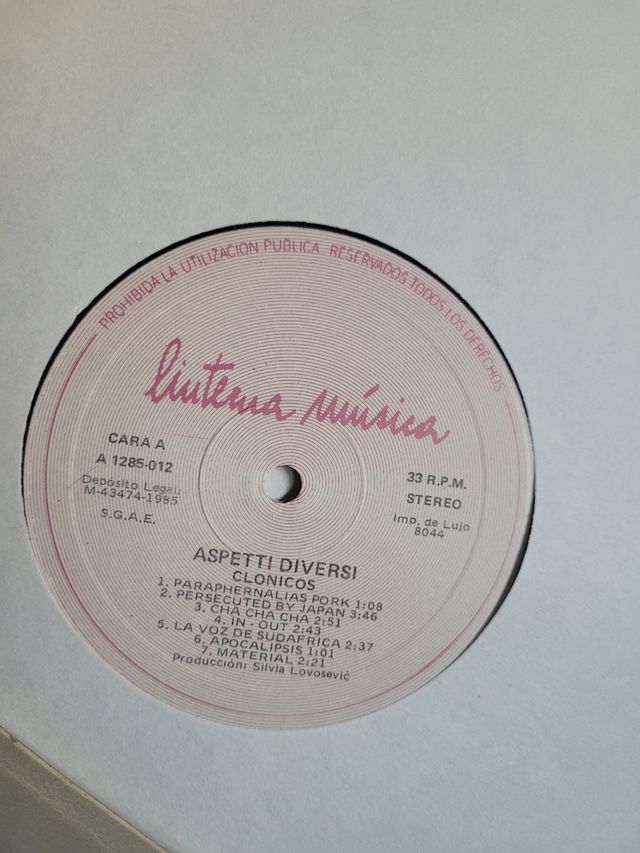 PROHIBIDA LA UTILIZACION PUBLICA RESERVADOS TODOS LOS DERECHOS
linterna música
CARA A
A 1285-012
Depósito Legal:
M-43474-1985
S.G.A.E.
33 R.P.M.
STEREO
Imp. de Lujo
8044
ASPETTI DIVERSI
CLONICOS
1. PARAPHERNALIAS PORK 1:08
2. PERSECUTED BY JAPAN 3:46
3. CHA CHA CHA 2:51
4. IN - OUT 2:43
5. LA VOZ DE SUDAFRICA 2:37
6. APOCALIPSIS 1:01
7. MATERIAL 2:21
Producción: Silvia Lovosević